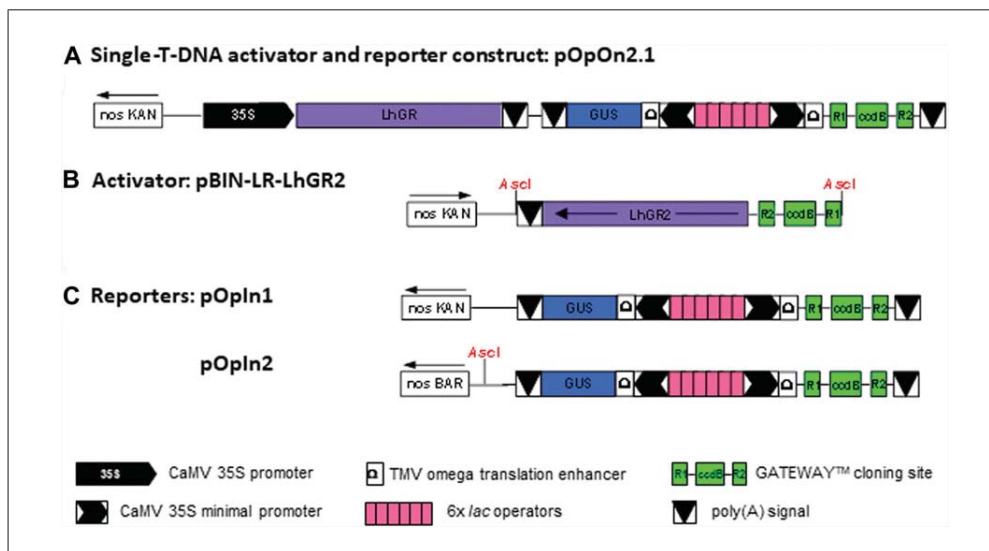 A Single-T-DNA activator and reporter construct: pOpOn2.1
nos KAN 35S LhGR GUS Ω Ω R1 ccdB R2
B Activator: pBIN-LR-LhGR2
AscI AscI
nos KAN LhGR2 R2 ccdB R1
C Reporters: pOpIn1
nos KAN GUS Ω Ω R1 ccdB R2
pOpIn2
AscI
nos BAR GUS Ω Ω R1 ccdB R2
35S CaMV 35S promoter Ω TMV omega translation enhancer R1 ccdB R2 GATEWAY™ cloning site
CaMV 35S minimal promoter 6x lac operators poly(A) signal